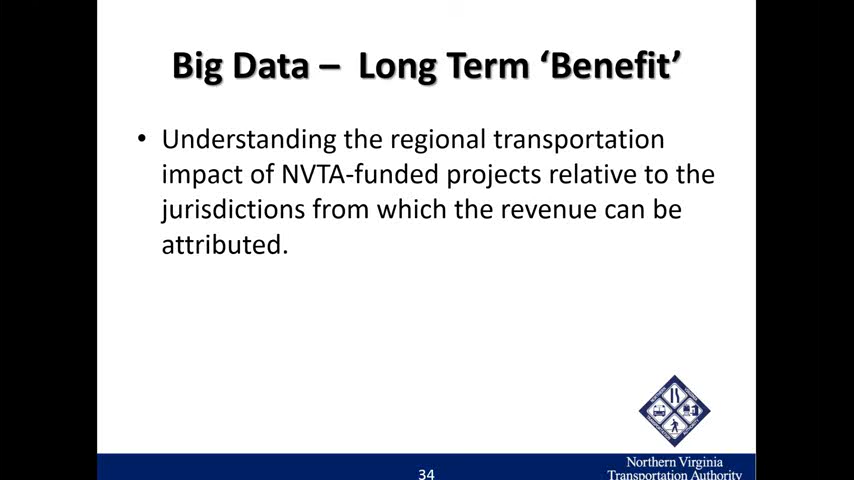 Big Data – Long Term ‘Benefit’
• Understanding the regional transportation
impact of NVTA-funded projects relative to the
jurisdictions from which the revenue can be
attributed.
34
Northern Virginia
Transportation Authority